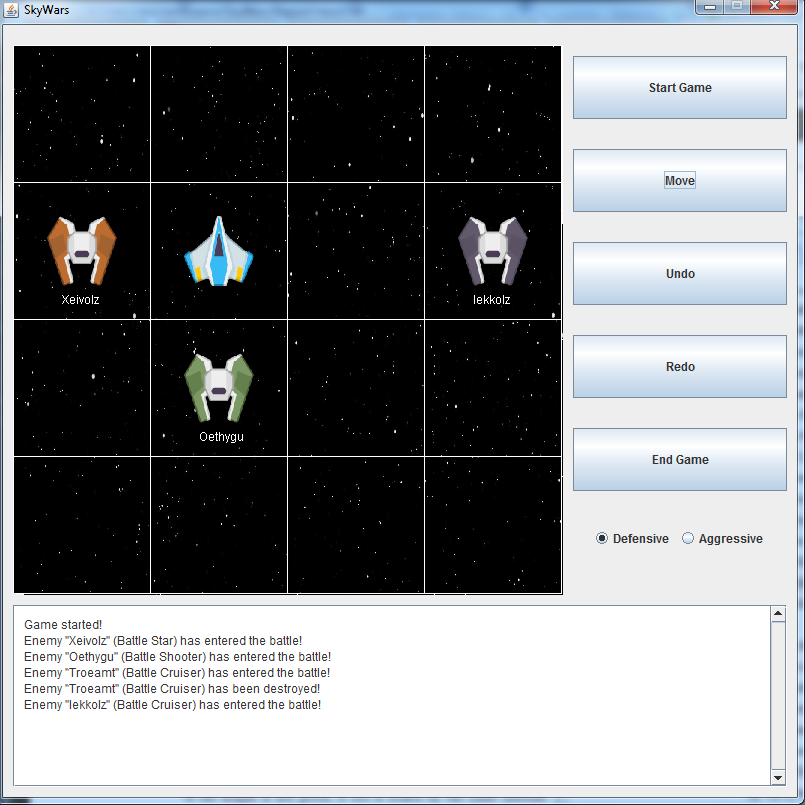 SkyWars
Start Game
Move
Undo
Redo
End Game
Defensive Aggressive
Xeivolz
Iekkolz
Oethygu
Game started!
Enemy "Xeivolz" (Battle Star) has entered the battle!
Enemy "Oethygu" (Battle Shooter) has entered the battle!
Enemy "Troeamt" (Battle Cruiser) has entered the battle!
Enemy "Troeamt" (Battle Cruiser) has been destroyed!
Enemy "Iekkolz" (Battle Cruiser) has entered the battle!